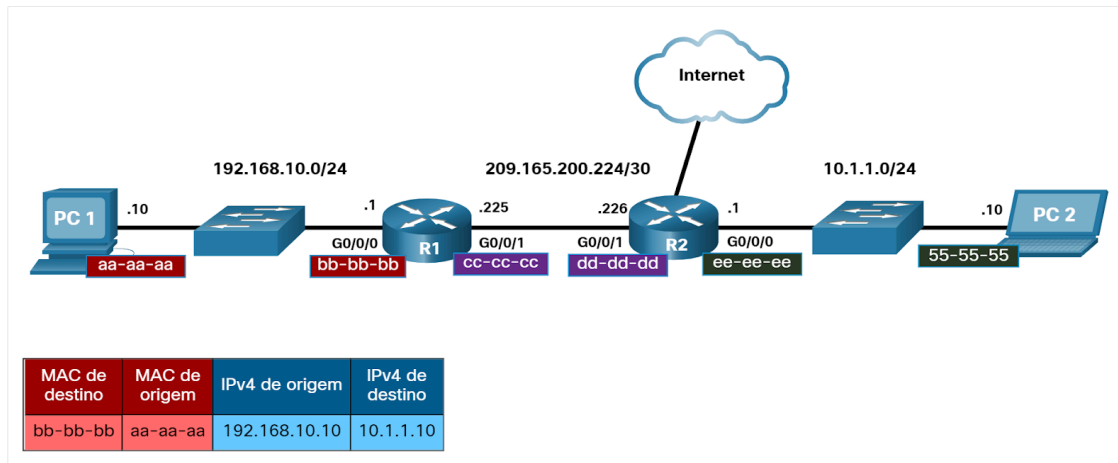 Internet
192.168.10.0/24
209.165.200.224/30
10.1.1.0/24
PC 1
.10
.1
.225
.226
.1
.10
PC 2
G0/0/0
R1
G0/0/1
G0/0/1
R2
G0/0/0
aa-aa-aa
bb-bb-bb
cc-cc-cc
dd-dd-dd
ee-ee-ee
55-55-55
MAC de destino
MAC de origem
IPv4 de origem
IPv4 de destino
bb-bb-bb
aa-aa-aa
192.168.10.10
10.1.1.10